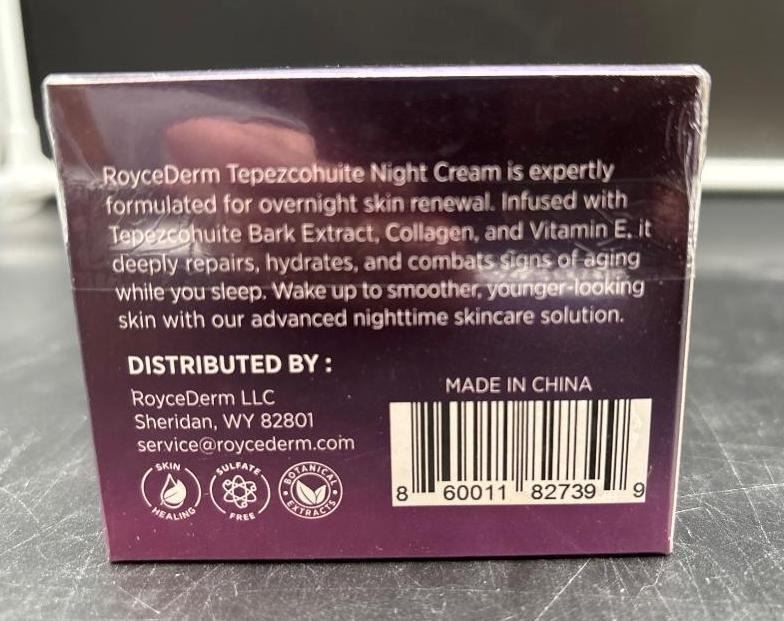 RoyceDerm Tepezcohuite Night Cream is expertly
formulated for overnight skin renewal. Infused with
Tepezcohuite Bark Extract, Collagen, and Vitamin E, it
deeply repairs, hydrates, and combats signs of aging
while you sleep. Wake up to smoother, younger-looking
skin with our advanced nighttime skincare solution.
DISTRIBUTED BY :
RoyceDerm LLC
Sheridan, WY 82801
service@roycederm.com
SKIN
HEALING
SULFATE
FREE
BOTANICAL
EXTRACTS
MADE IN CHINA
8 60011 82739 9